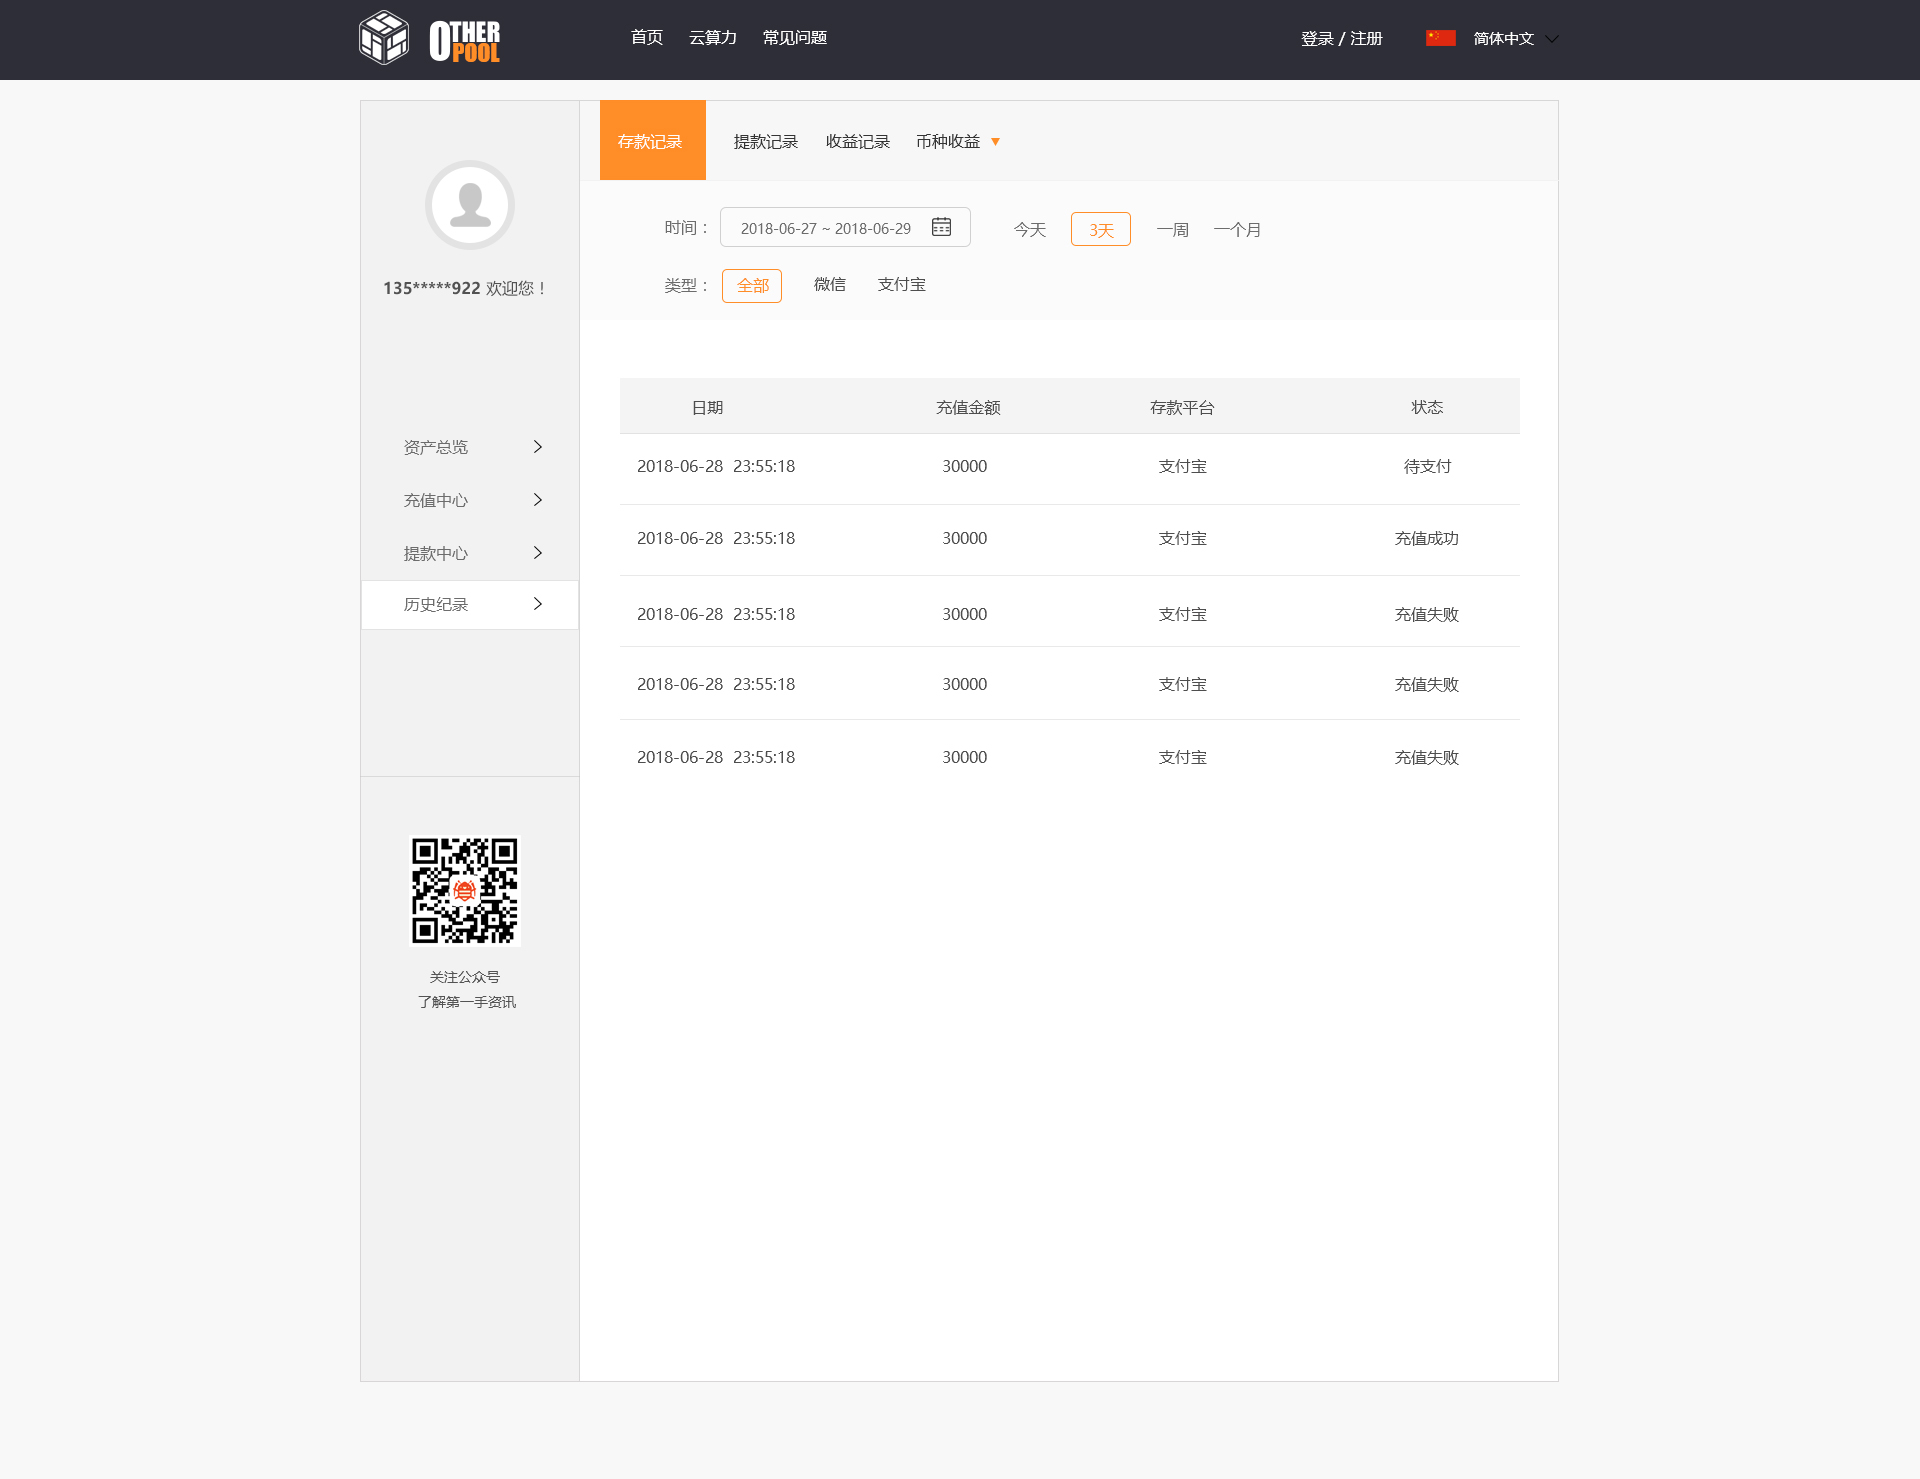 OTHER POOL 首页 云算力 常见问题 登录 / 注册 简体中文
135*****922 欢迎您！
资产总览
充值中心
提款中心
历史纪录
关注公众号
了解第一手资讯
存款记录 提款记录 收益记录 币种收益
时间： 2018-06-27 ~ 2018-06-29 今天 3天 一周 一个月
类型： 全部 微信 支付宝
日期 充值金额 存款平台 状态
2018-06-28 23:55:18 30000 支付宝 待支付
2018-06-28 23:55:18 30000 支付宝 充值成功
2018-06-28 23:55:18 30000 支付宝 充值失败
2018-06-28 23:55:18 30000 支付宝 充值失败
2018-06-28 23:55:18 30000 支付宝 充值失败